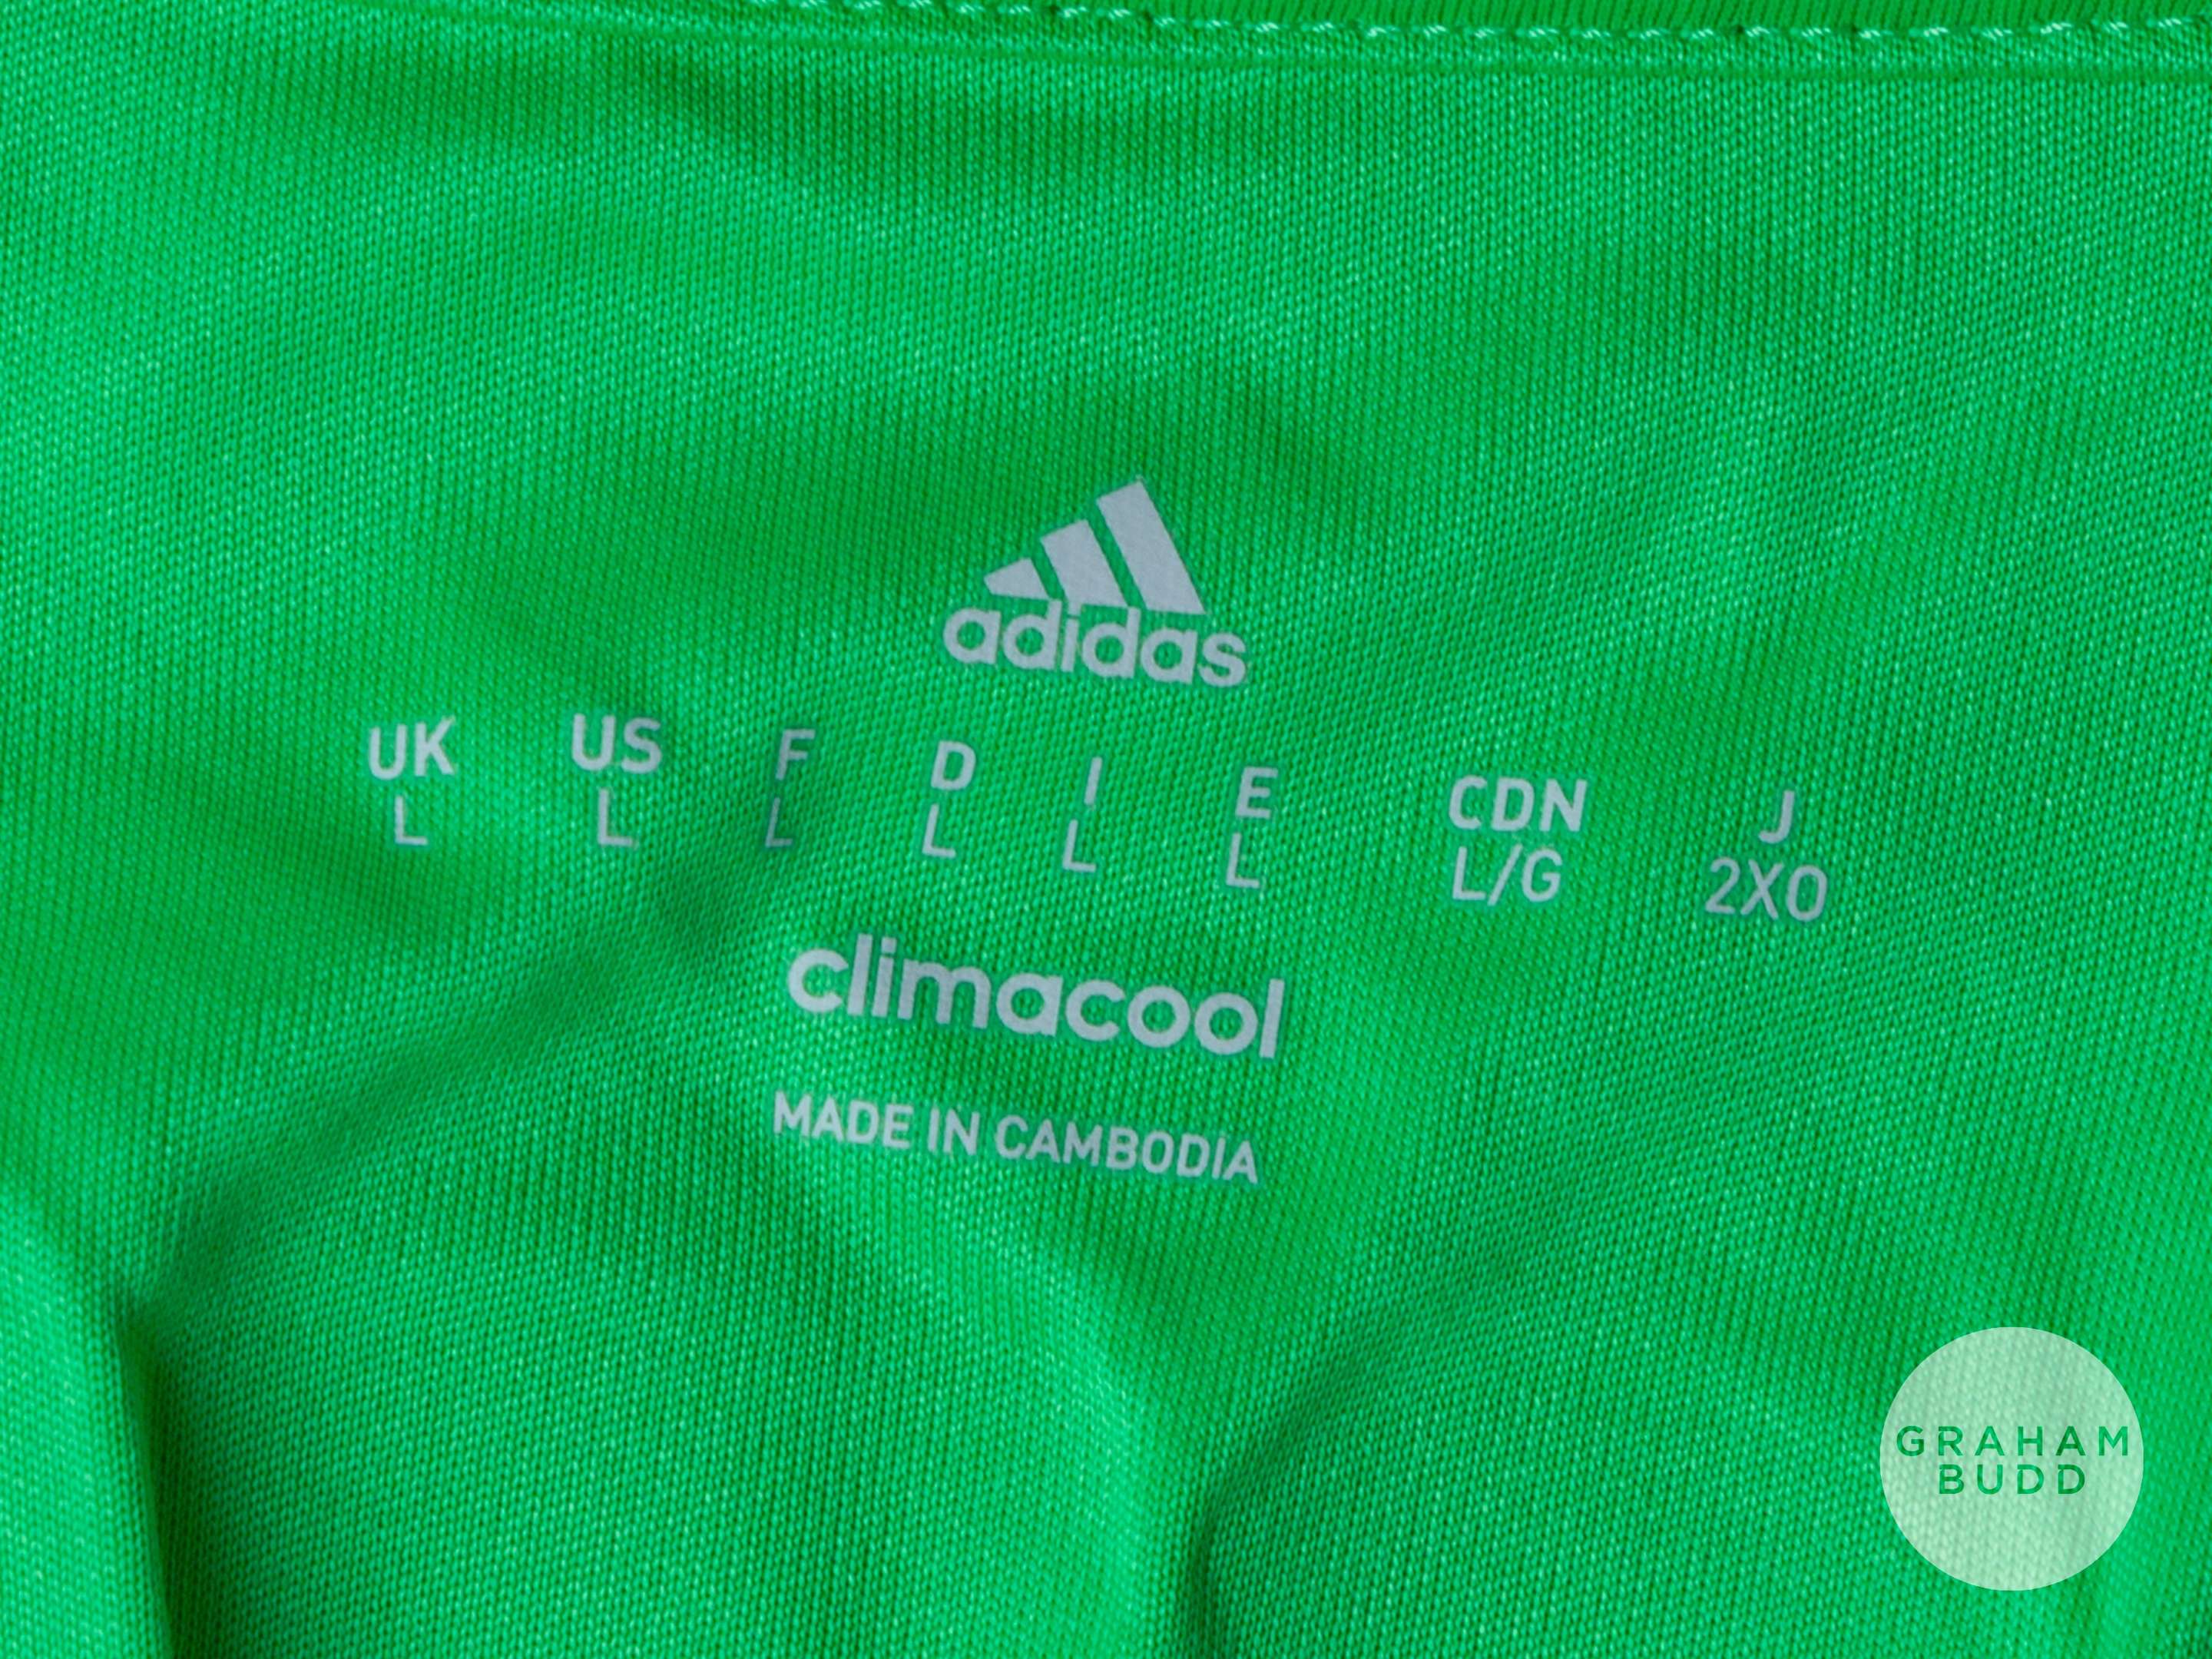 adidas
UK US F D I E CDN J
L L L L L L L/G 2XO
climacool
MADE IN CAMBODIA
GRAHAM
BUDD